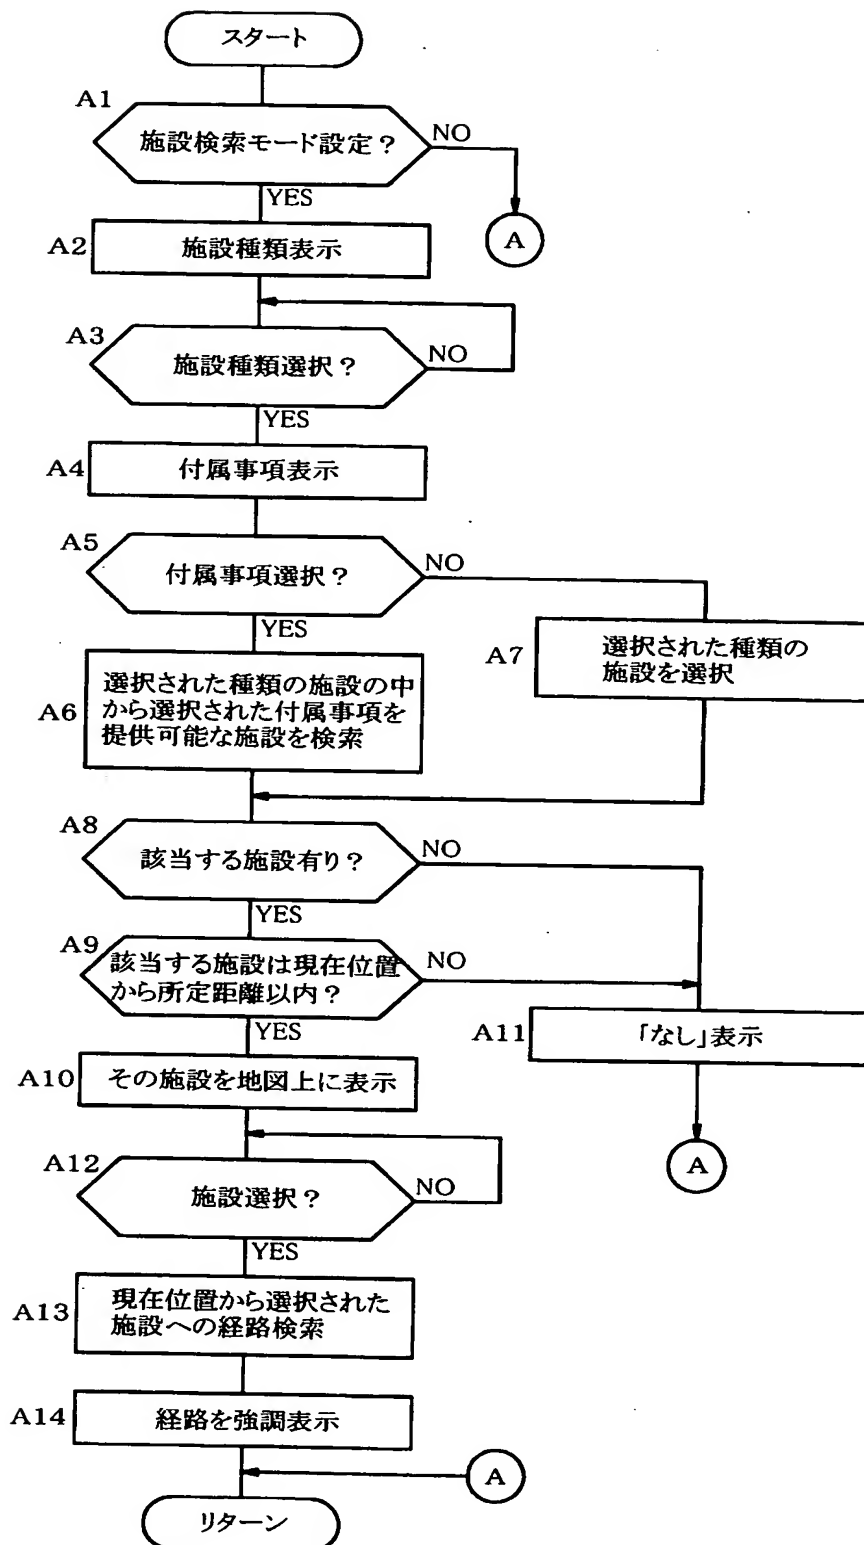 スタート
A1
施設検索モード設定？
NO
YES
A
A2
施設種類表示
A3
施設種類選択？
NO
YES
A4
付属事項表示
A5
付属事項選択？
NO
YES
A6
選択された種類の施設の中
から選択された付属事項を
提供可能な施設を検索
A7
選択された種類の
施設を選択
A8
該当する施設有り？
NO
YES
A9
該当する施設は現在位置
から所定距離以内？
NO
YES
A10
その施設を地図上に表示
A11
「なし」表示
A
A12
施設選択？
NO
YES
A13
現在位置から選択された
施設への経路検索
A14
経路を強調表示
A
リターン